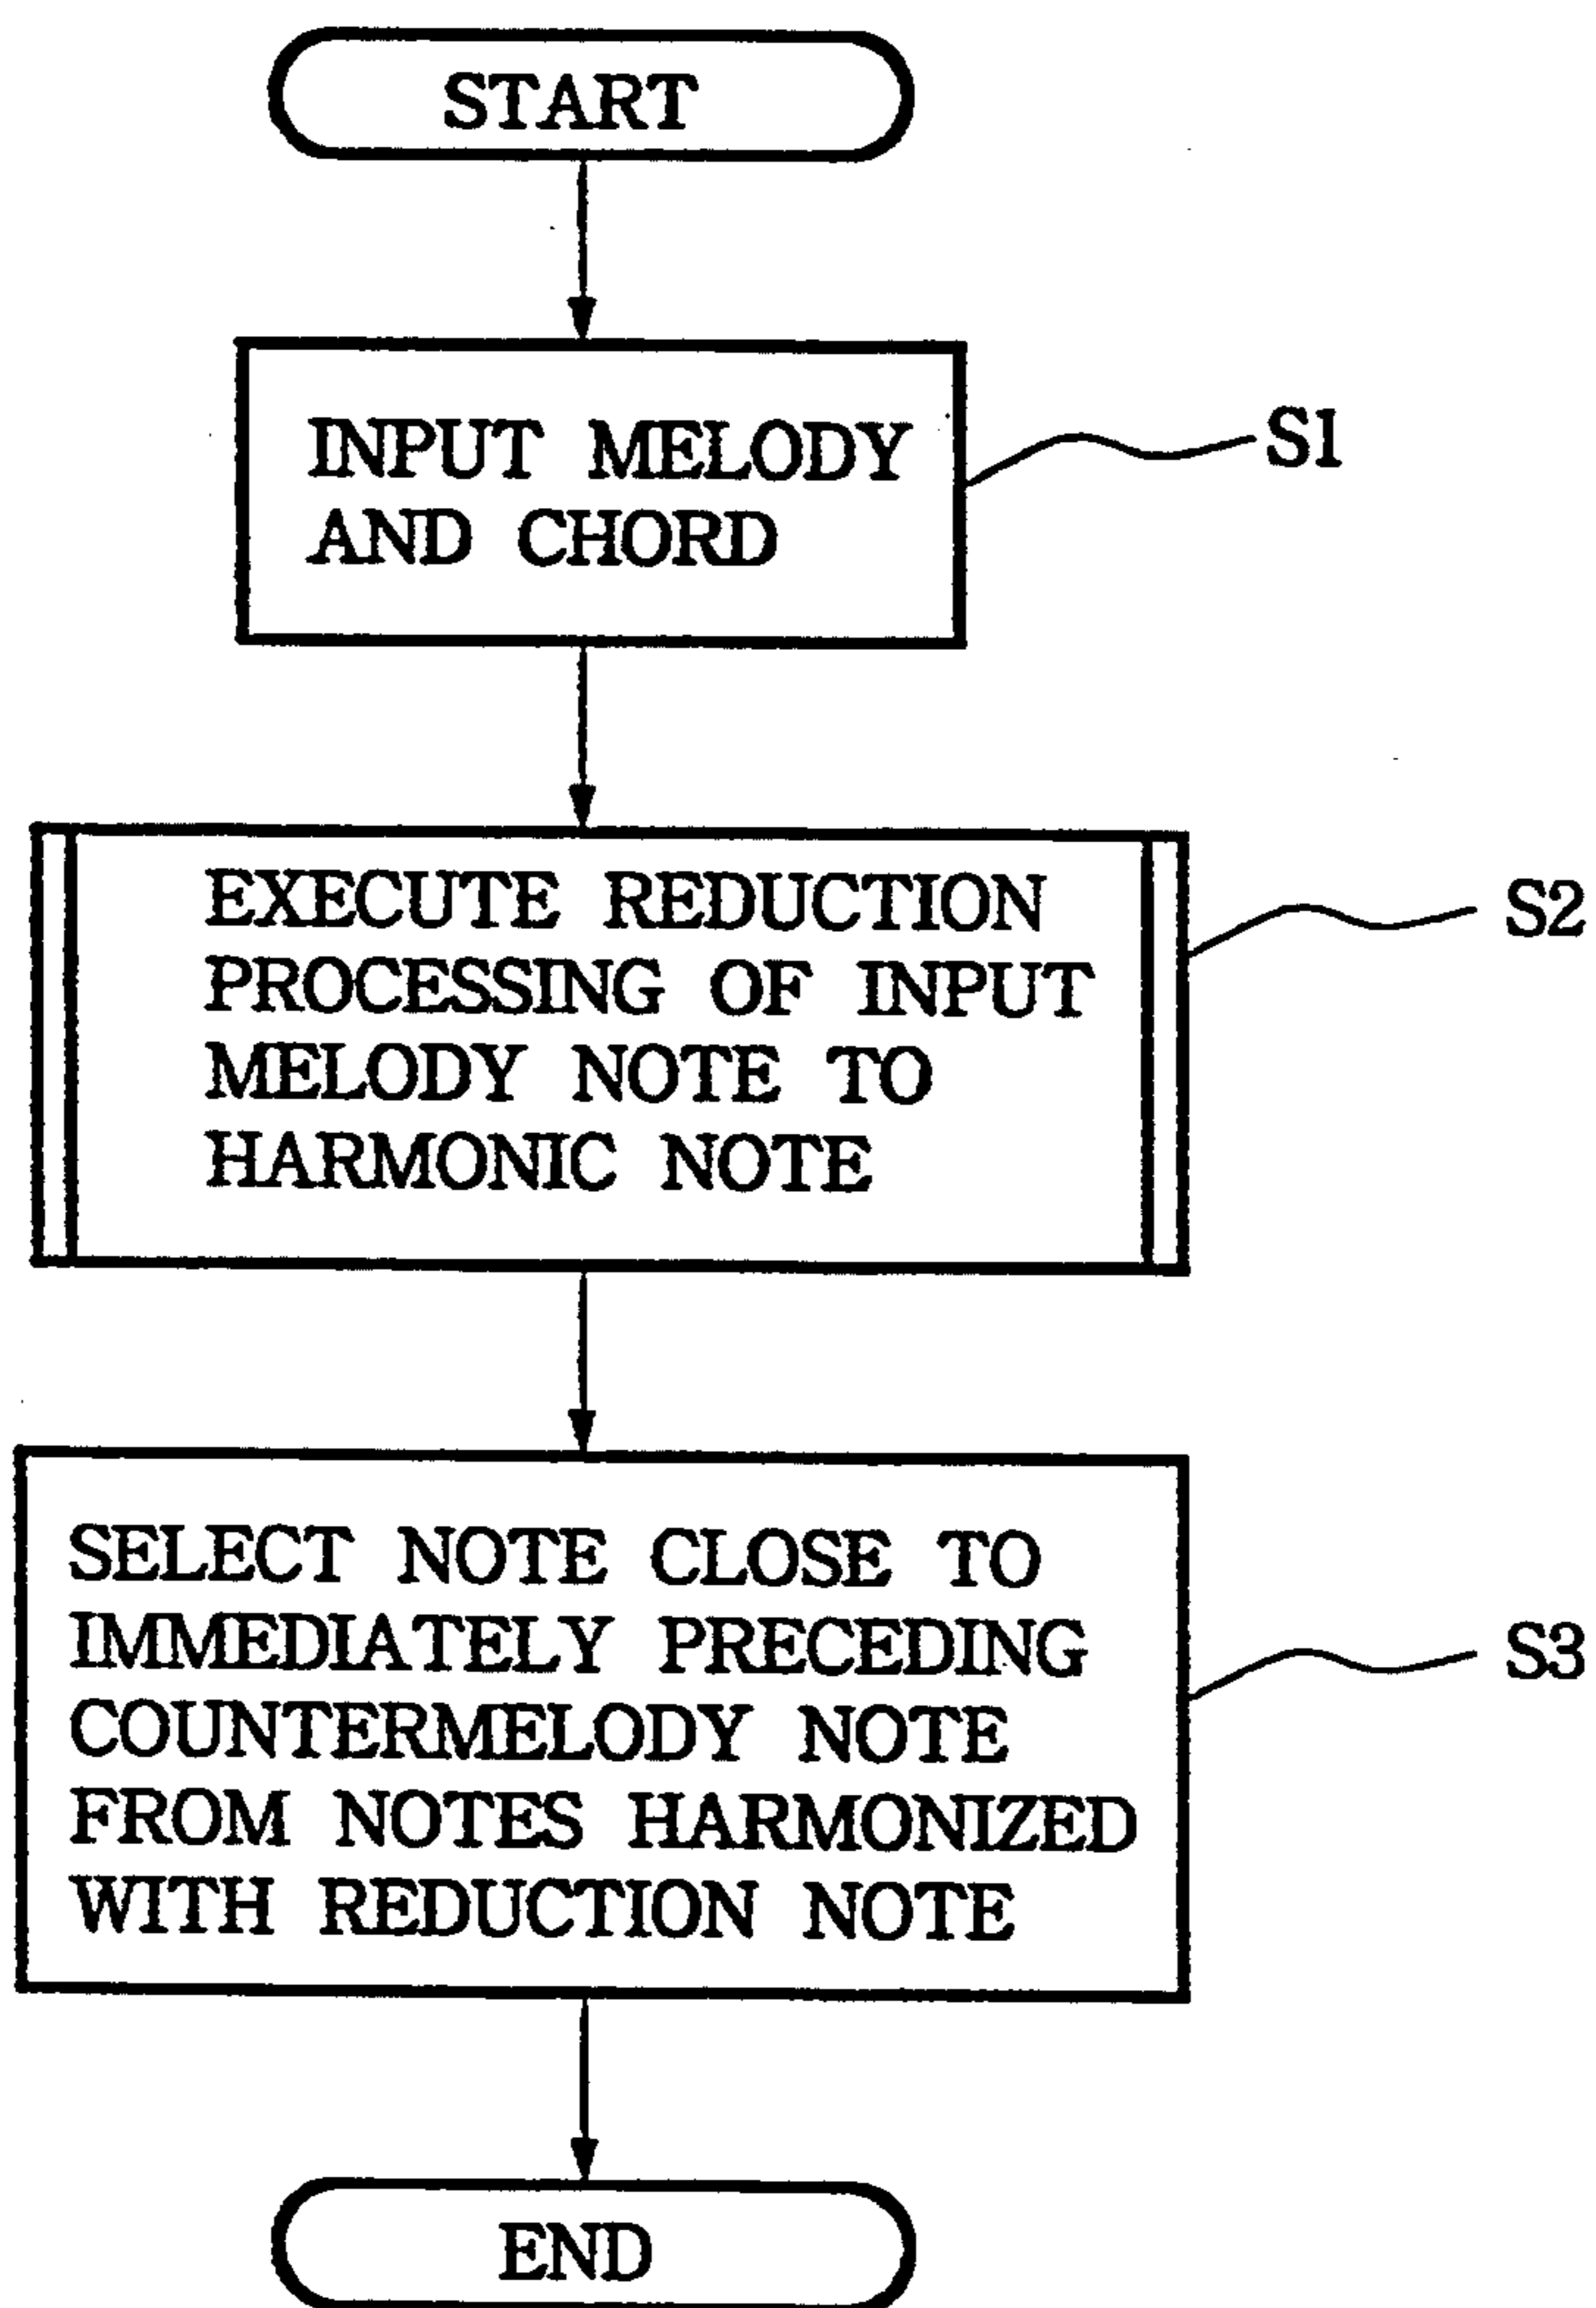 START
INPUT MELODY
AND CHORD
S1
EXECUTE REDUCTION
PROCESSING OF INPUT
MELODY NOTE TO
HARMONIC NOTE
S2
SELECT NOTE CLOSE TO
IMMEDIATELY PRECEDING
COUNTERMELODY NOTE
FROM NOTES HARMONIZED
WITH REDUCTION NOTE
S3
END